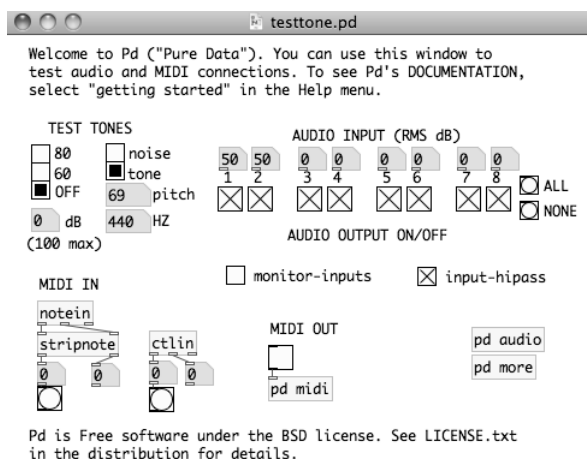 testtone.pd
Welcome to Pd ("Pure Data"). You can use this window to
test audio and MIDI connections. To see Pd's DOCUMENTATION,
select "getting started" in the Help menu.
TEST TONES
80
60
OFF
noise
tone
69 pitch
0 dB
440 HZ
(100 max)
AUDIO INPUT (RMS dB)
50 50 0 0 0 0 0 0
1 2 3 4 5 6 7 8
ALL
NONE
AUDIO OUTPUT ON/OFF
monitor-inputs
input-hipass
MIDI IN
notein
stripnote
0 0
ctlin
0 0
MIDI OUT
pd midi
pd audio
pd more
Pd is Free software under the BSD license. See LICENSE.txt
in the distribution for details.